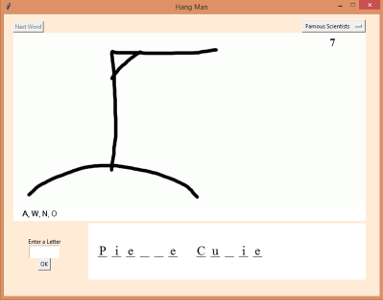 Hang Man
Next Word
Famous Scientists
7
A, W, N, O
Enter a Letter
OK
P i e _ _ e   C u _ i e